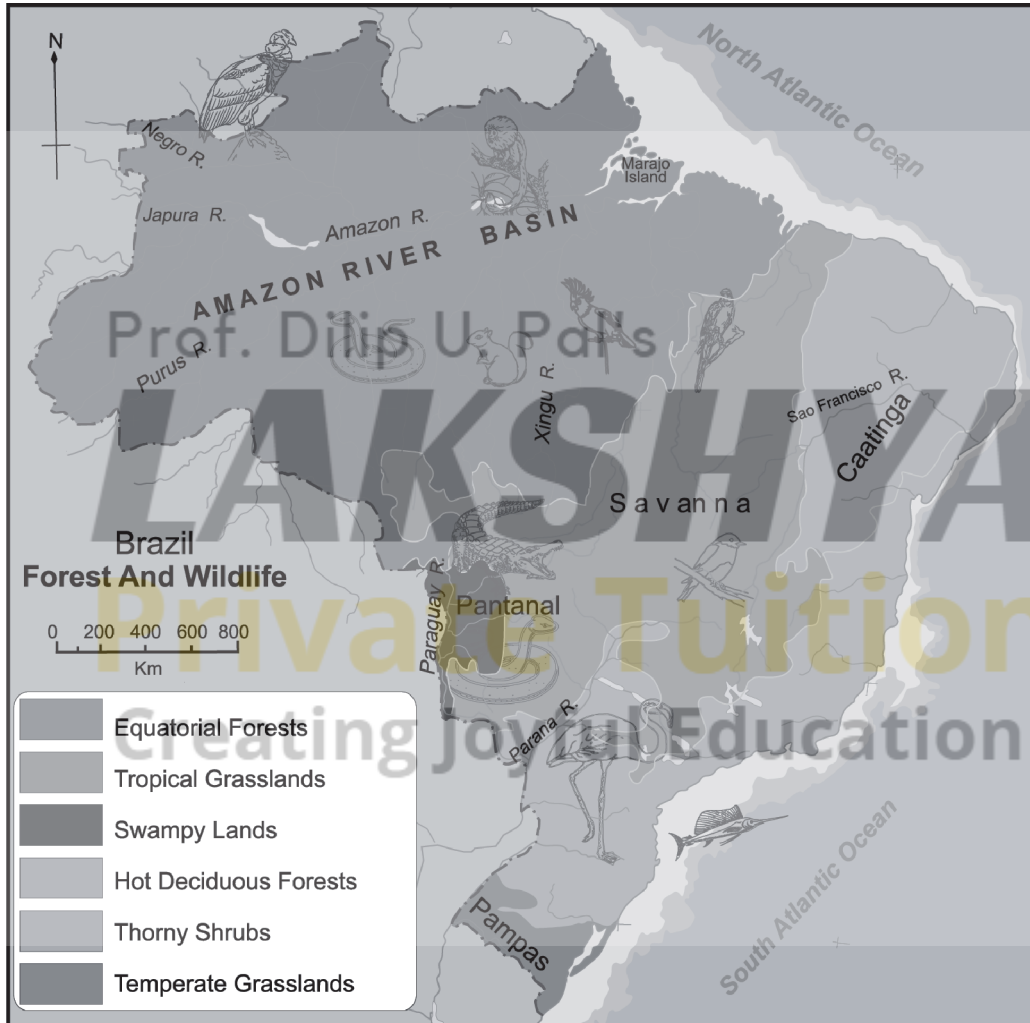 N
North Atlantic Ocean
Negro R.
Marajo
Island
Japura R.
Amazon R.
AMAZON RIVER BASIN
Prof. Dilip U. Pal's
Purus R.
Xingu R.
Sao Francisco R.
LAKSHYA
Caatinga
Savanna
Brazil
Forest And Wildlife
Paraguay R.
Pantanal
Private Tuition
0 200 400 600 800
Km
Parana R.
Creating Joyful Education
Equatorial Forests
Tropical Grasslands
Swampy Lands
Hot Deciduous Forests
Thorny Shrubs
Temperate Grasslands
Pampas
South Atlantic Ocean